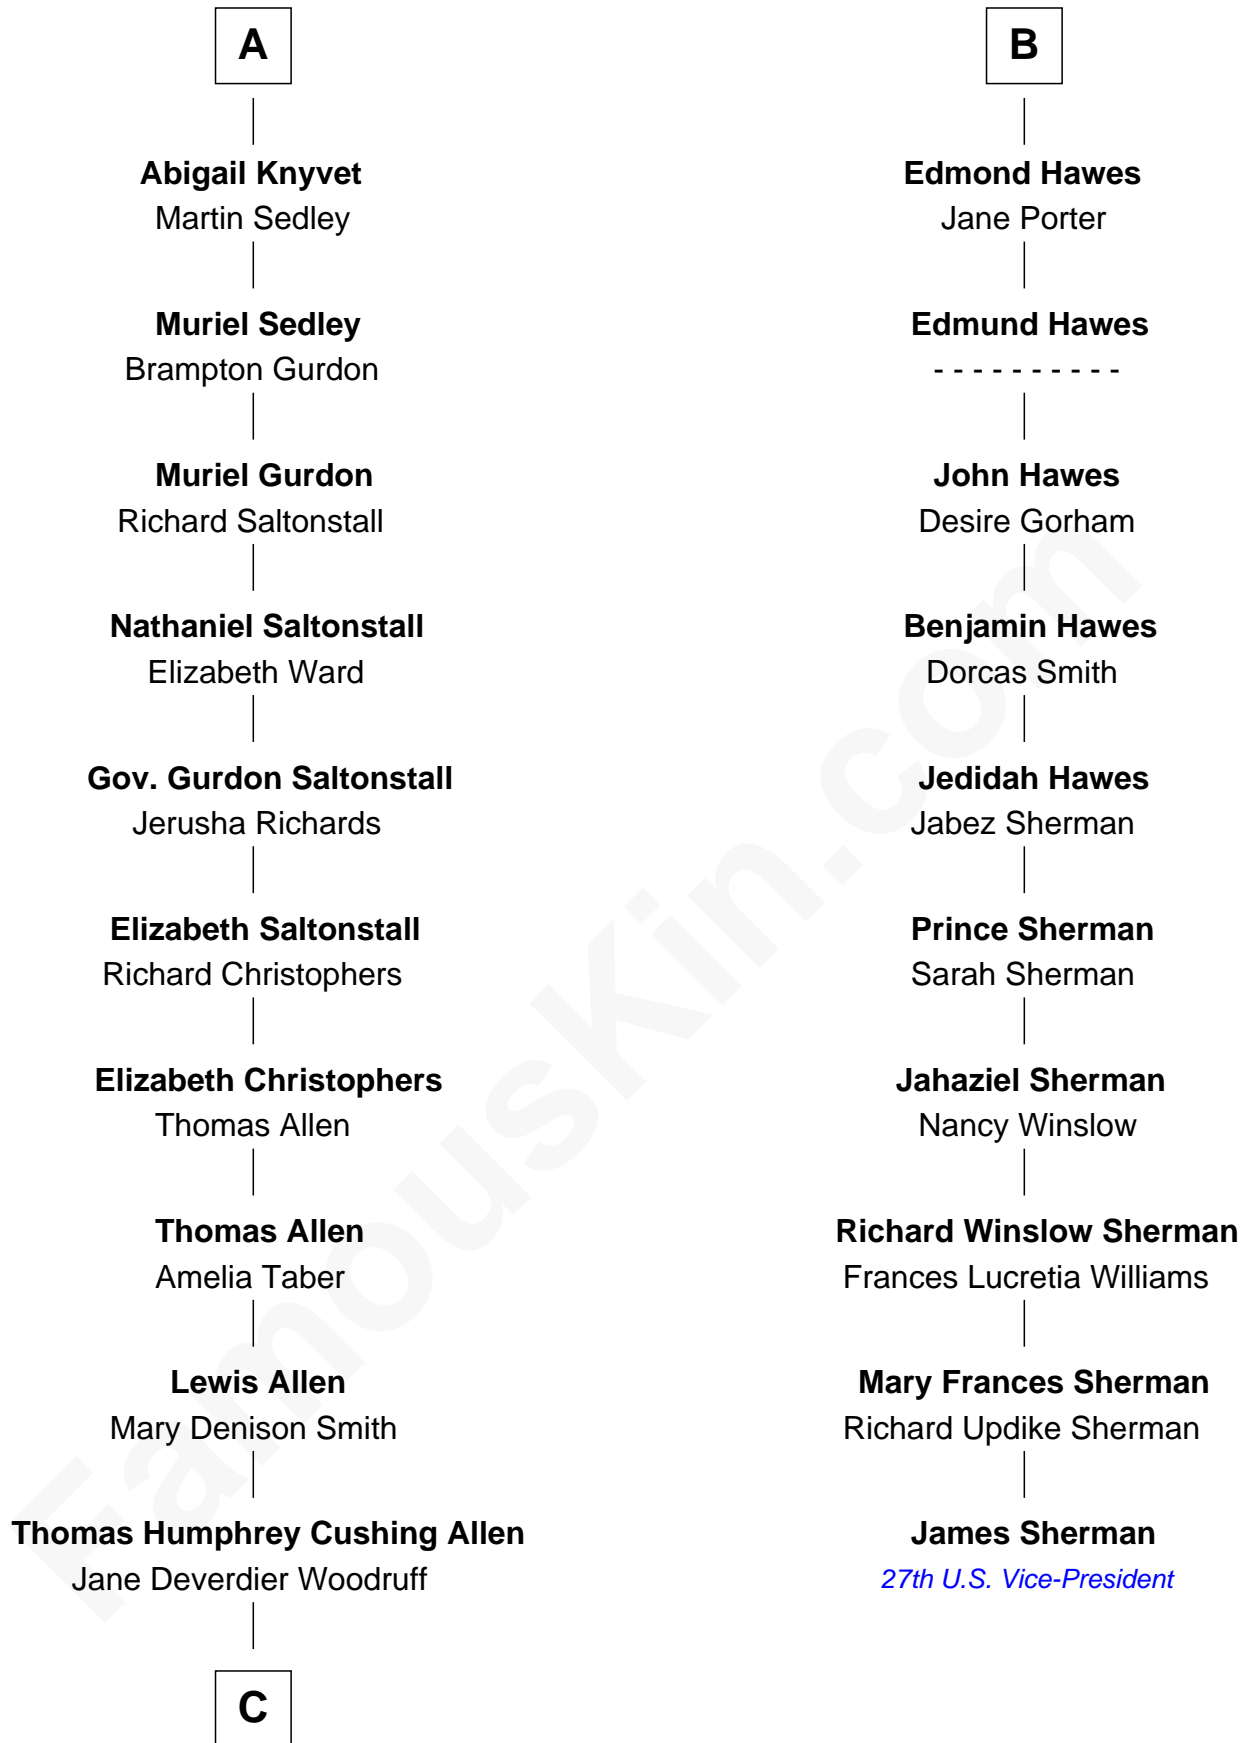 A
Abigail Knyvet
Martin Sedley
Muriel Sedley
Brampton Gurdon
Muriel Gurdon
Richard Saltonstall
Nathaniel Saltonstall
Elizabeth Ward
Gov. Gurdon Saltonstall
Jerusha Richards
Elizabeth Saltonstall
Richard Christophers
Elizabeth Christophers
Thomas Allen
Thomas Allen
Amelia Taber
Lewis Allen
Mary Denison Smith
Thomas Humphrey Cushing Allen
Jane Deverdier Woodruff
C
B
Edmond Hawes
Jane Porter
Edmund Hawes
- - - - - - - - - -
John Hawes
Desire Gorham
Benjamin Hawes
Dorcas Smith
Jedidah Hawes
Jabez Sherman
Prince Sherman
Sarah Sherman
Jahaziel Sherman
Nancy Winslow
Richard Winslow Sherman
Frances Lucretia Williams
Mary Frances Sherman
Richard Updike Sherman
James Sherman
27th U.S. Vice-President
FamousKin.com